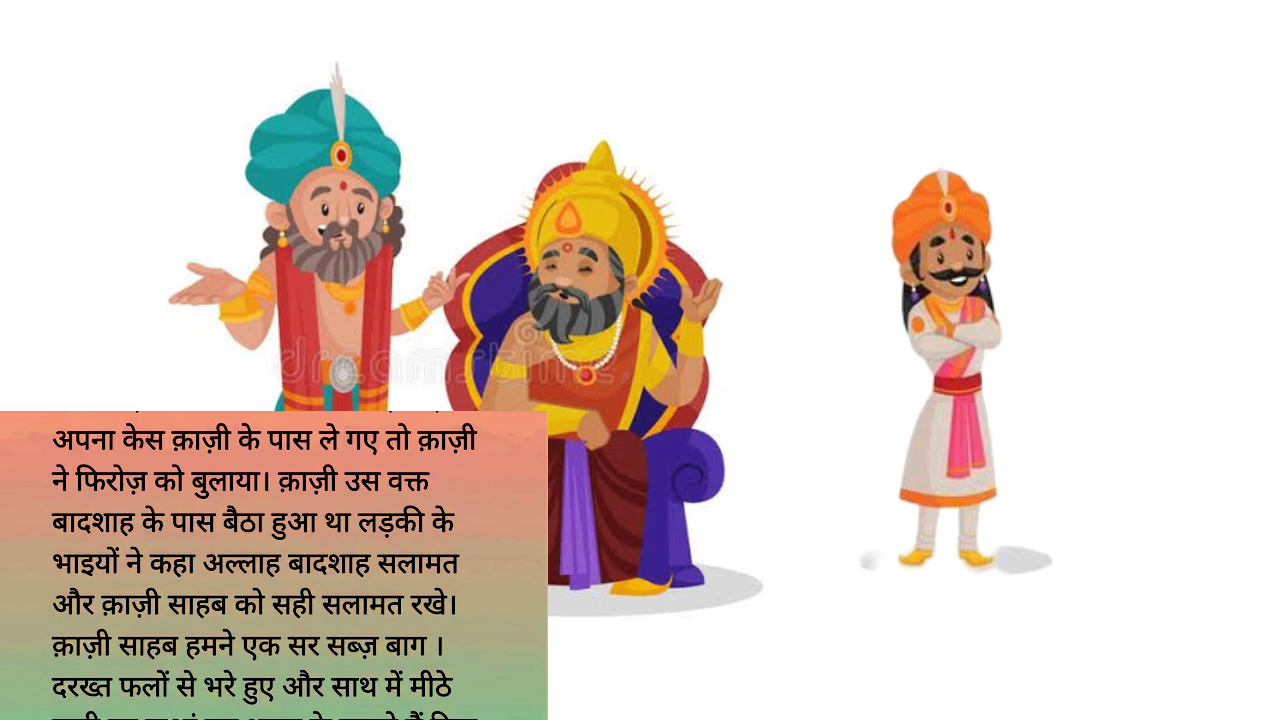 dreamstime
अपना केस क़ाज़ी के पास ले गए तो क़ाज़ी
ने फिरोज़ को बुलाया। क़ाज़ी उस वक्त
बादशाह के पास बैठा हुआ था लड़की के
भाइयों ने कहा अल्लाह बादशाह सलामत
और क़ाज़ी साहब को सही सलामत रखे।
क़ाज़ी साहब हमने एक सर सब्ज़ बाग ।
दरख्त फलों से भरे हुए और साथ में मीठे